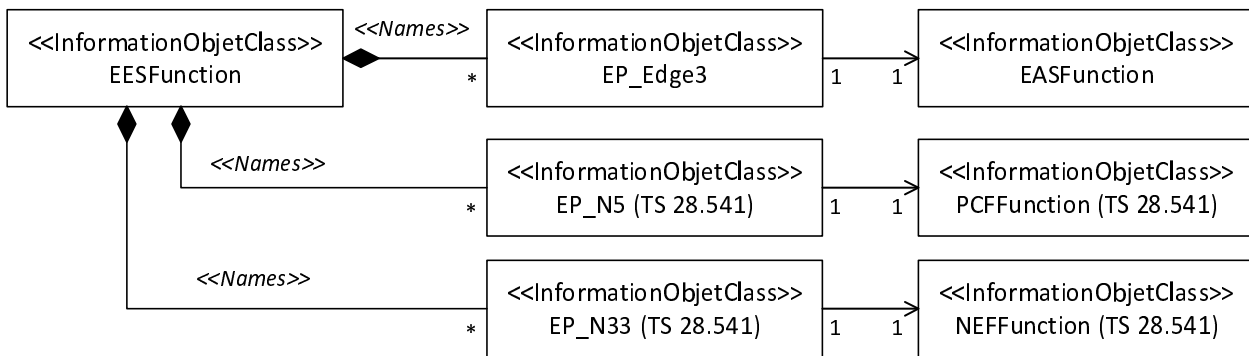 <<InformationObjetClass>>
EESFunction
<<Names>>
*
<<InformationObjetClass>>
EP_Edge3
1
1
<<InformationObjetClass>>
EASFunction
<<Names>>
*
<<InformationObjetClass>>
EP_N5 (TS 28.541)
1
1
<<InformationObjetClass>>
PCFFunction (TS 28.541)
<<Names>>
*
<<InformationObjetClass>>
EP_N33 (TS 28.541)
1
1
<<InformationObjetClass>>
NEFFunction (TS 28.541)